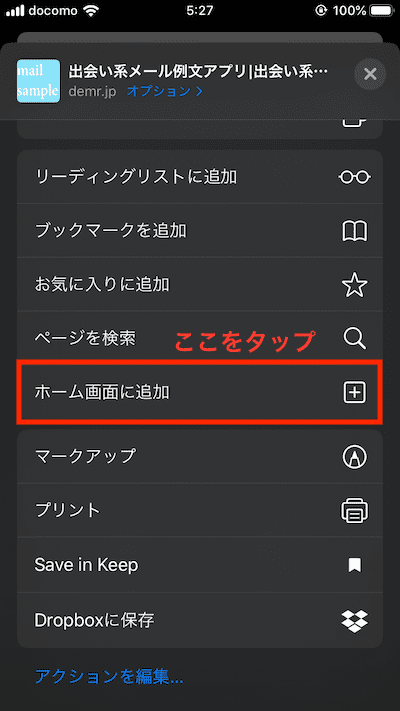 docomo 5:27 100%
mail
sample
出会い系メール例文アプリ|出会い系…
demr.jp オプション >
リーディングリストに追加
ブックマークを追加
お気に入りに追加
ページを検索 ここをタップ
ホーム画面に追加
マークアップ
プリント
Save in Keep
Dropboxに保存
アクションを編集...